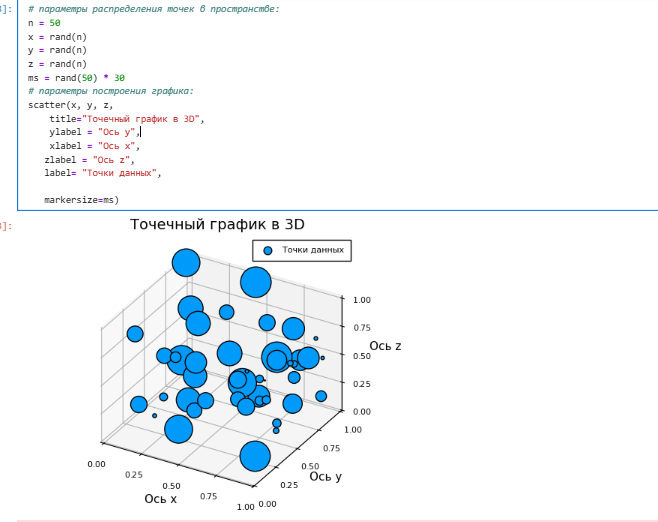 ]:
# параметры распределения точек в пространстве:
n = 50
x = rand(n)
y = rand(n)
z = rand(n)
ms = rand(50) * 30
# параметры построения графика:
scatter(x, y, z,
title="Точечный график в 3D",
ylabel = "Ось y",
xlabel = "Ось x",
zlabel = "Ось z",
label= "Точки данных",
markersize=ms)
]:
Точечный график в 3D
Точки данных
1.00
0.75
Ось z
0.50
0.25
0.00
1.00
0.75
0.50
Ось y
0.25
0.00
0.00
0.25
0.50
0.75
1.00
Ось x